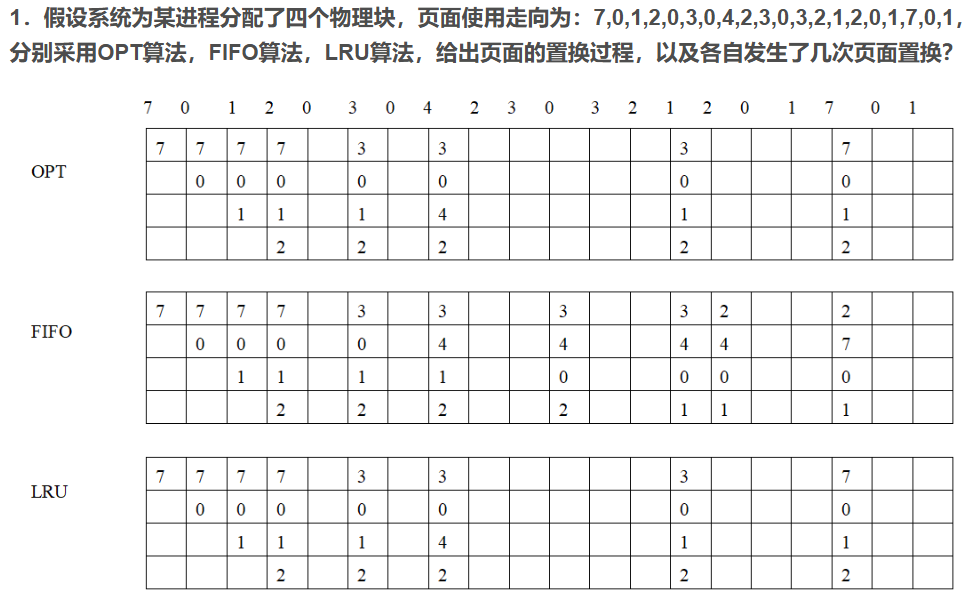 1．假设系统为某进程分配了四个物理块，页面使用走向为：7,0,1,2,0,3,0,4,2,3,0,3,2,1,2,0,1,7,0,1,
分别采用OPT算法，FIFO算法，LRU算法，给出页面的置换过程，以及各自发生了几次页面置换？
7 0 1 2 0 3 0 4 2 3 0 3 2 1 2 0 1 7 0 1
OPT
7 7 7 7 3 3 3 7
0 0 0 0 0 0 0
1 1 1 4 1 1
2 2 2 2 2
FIFO
7 7 7 7 3 3 3 3 2 2
0 0 0 0 4 4 4 4 7
1 1 1 1 0 0 0 0
2 2 2 2 1 1 1
LRU
7 7 7 7 3 3 3 7
0 0 0 0 0 0 0
1 1 1 4 1 1
2 2 2 2 2